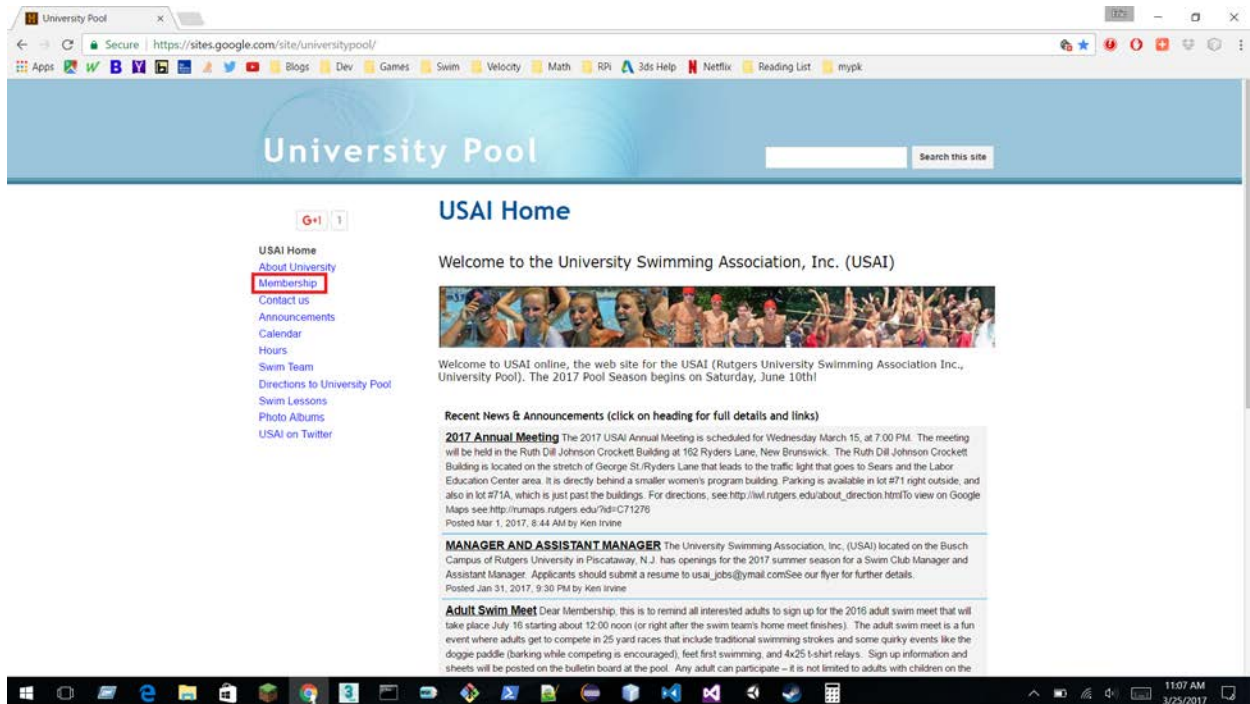 University Pool
Secure | https://sites.google.com/site/universitypool/
Apps Blogs Dev Games Swim Velocity Math RPi 3ds Help Netflix Reading List mypk
University Pool
Search this site
G+1 1
USAI Home
About University
Membership
Contact us
Announcements
Calendar
Hours
Swim Team
Directions to University Pool
Swim Lessons
Photo Albums
USAI on Twitter
USAI Home
Welcome to the University Swimming Association, Inc. (USAI)
Welcome to USAI online, the web site for the USAI (Rutgers University Swimming Association Inc.,
University Pool). The 2017 Pool Season begins on Saturday, June 10th!
Recent News & Announcements (click on heading for full details and links)
2017 Annual Meeting The 2017 USAI Annual Meeting is scheduled for Wednesday March 15, at 7:00 PM. The meeting
will be held in the Ruth Dill Johnson Crockett Building at 162 Ryders Lane, New Brunswick. The Ruth Dill Johnson Crockett
Building is located on the stretch of George St./Ryders Lane that leads to the traffic light that goes to Sears and the Labor
Education Center area. It is directly behind a smaller women's program building. Parking is available in lot #71 right outside, and
also in lot #71A, which is just past the buildings. For directions, see http://iwl.rutgers.edu/about_direction.htmlTo view on Google
Maps see:http://rumaps.rutgers.edu/?id=C71276
Posted Mar 1, 2017, 8:44 AM by Ken Irvine
MANAGER AND ASSISTANT MANAGER The University Swimming Association, Inc, (USAI) located on the Busch
Campus of Rutgers University in Piscataway, N.J. has openings for the 2017 summer season for a Swim Club Manager and
Assistant Manager. Applicants should submit a resume to usai_jobs@ymail.comSee our flyer for further details.
Posted Jan 31, 2017, 9:30 PM by Ken Irvine
Adult Swim Meet Dear Membership, this is to remind all interested adults to sign up for the 2016 adult swim meet that will
take place July 16 starting about 12:00 noon (or right after the swim team's home meet finishes). The adult swim meet is a fun
event where adults get to compete in 25 yard races that include traditional swimming strokes and some quirky events like the
doggie paddle (barking while competing is encouraged), feet first swimming, and 4x25 t-shirt relays. Sign up information and
sheets will be posted on the bulletin board at the pool. Any adult can participate – it is not limited to adults with children on the
11:07 AM
3/25/2017